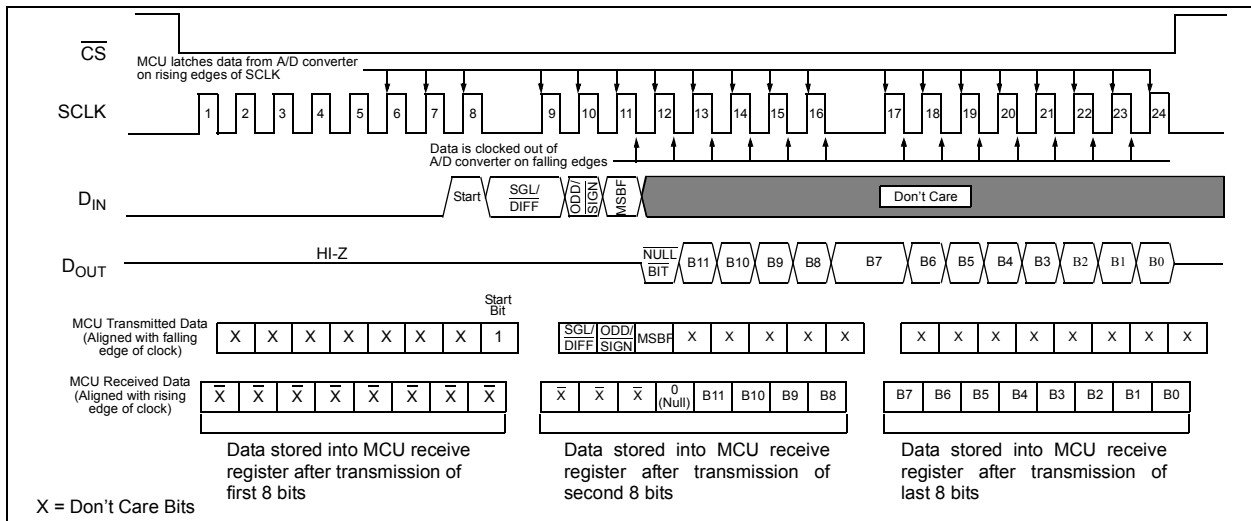 CS
MCU latches data from A/D converter
on rising edges of SCLK
SCLK
1 2 3 4 5 6 7 8 9 10 11 12 13 14 15 16 17 18 19 20 21 22 23 24
Data is clocked out of
A/D converter on falling edges
DIN
Start SGL/ DIFF ODD/ SIGN MSBF Don't Care
HI-Z
DOUT
NULL BIT B11 B10 B9 B8 B7 B6 B5 B4 B3 B2 B1 B0
Start
Bit
MCU Transmitted Data
(Aligned with falling
edge of clock)
X X X X X X X 1
SGL/ DIFF ODD/ SIGN MSBF X X X X X
X X X X X X X X
MCU Received Data
(Aligned with rising
edge of clock)
X X X X X X X X
X X X 0 (Null) B11 B10 B9 B8
B7 B6 B5 B4 B3 B2 B1 B0
Data stored into MCU receive
register after transmission of
first 8 bits
Data stored into MCU receive
register after transmission of
second 8 bits
Data stored into MCU receive
register after transmission of
last 8 bits
X = Don't Care Bits